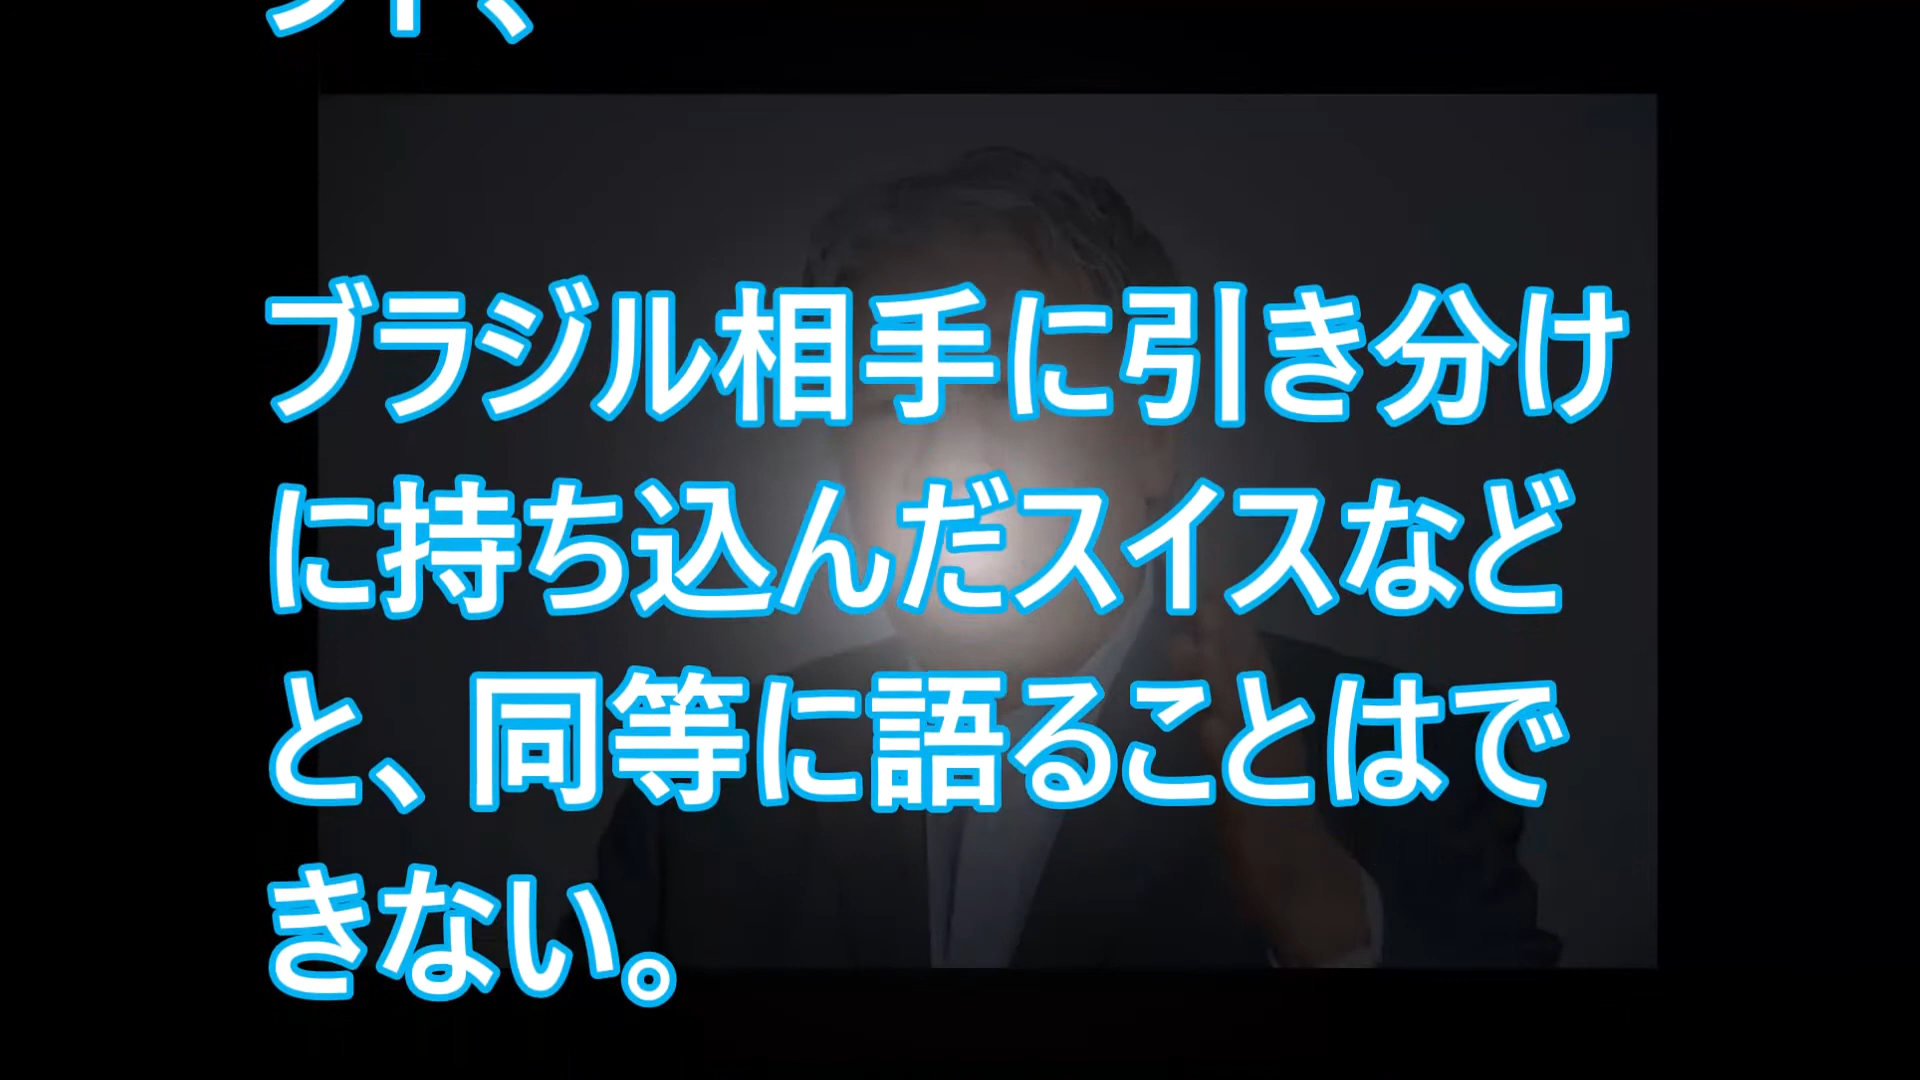 ブラジル相手に引き分け
に持ち込んだスイスなど
と、同等に語ることはで
きない。